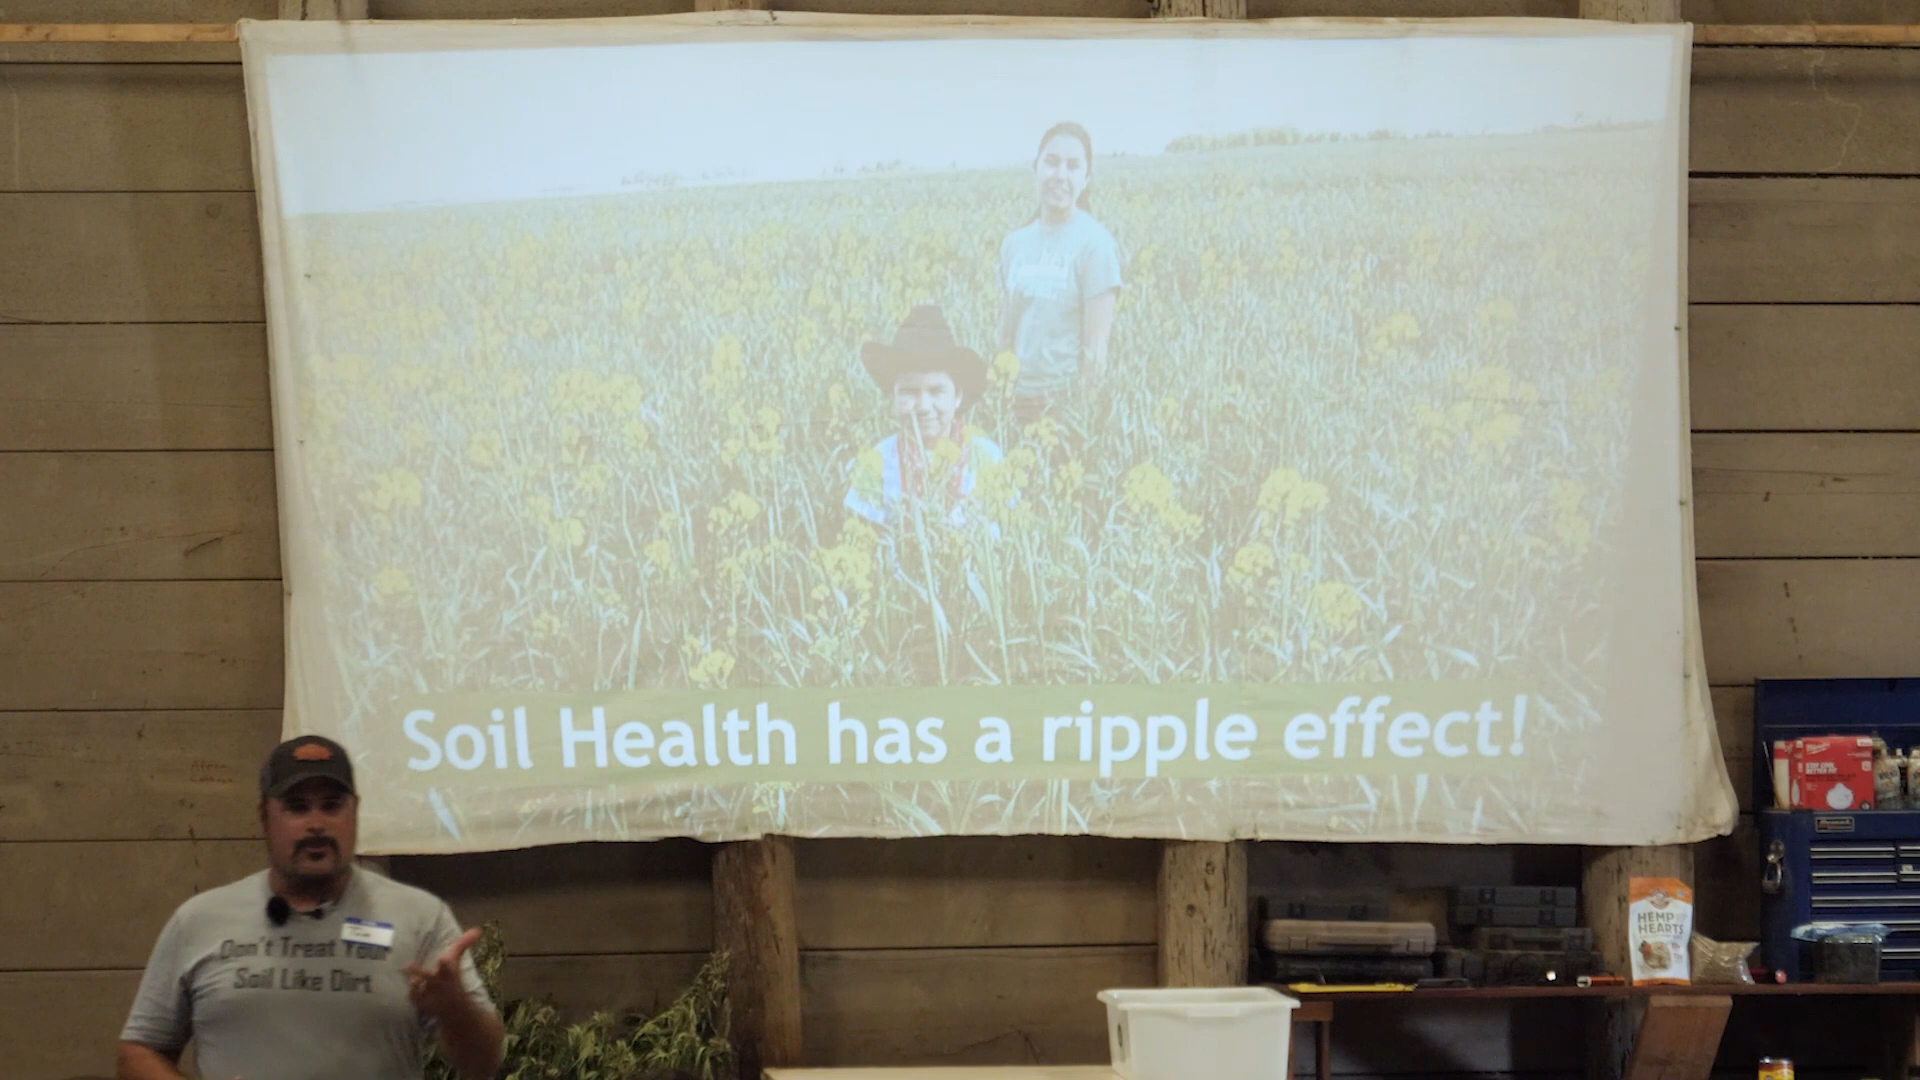 Soil Health has a ripple effect!
Don't Treat Your
Soil Like Dirt
HEMP
HEARTS